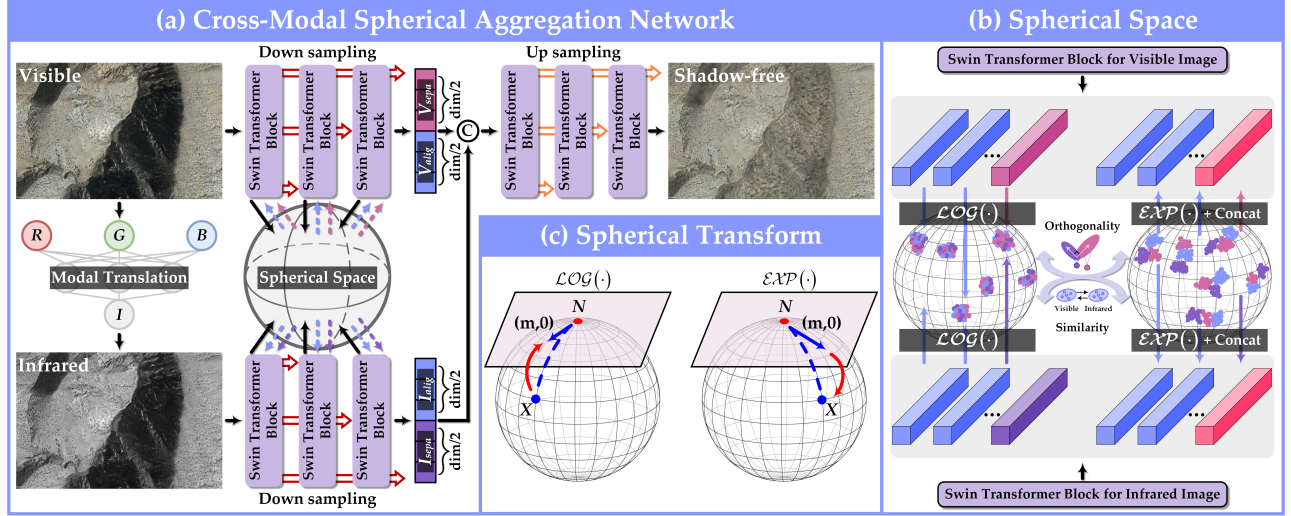 (a) Cross-Modal Spherical Aggregation Network
Down sampling
Up sampling
Visible
Swin Transformer Block
Swin Transformer Block
Swin Transformer Block
V_sepa
dim/2
V_alig
dim/2
C
Swin Transformer Block
Swin Transformer Block
Swin Transformer Block
Shadow-free
R
G
B
Modal Translation
I
Spherical Space
Infrared
Swin Transformer Block
Swin Transformer Block
Swin Transformer Block
I_alig
dim/2
I_sepa
dim/2
Down sampling
(c) Spherical Transform
LOG(·)
N
(m,0)
X
EXP(·)
N
(m,0)
X
(b) Spherical Space
Swin Transformer Block for Visible Image
...
...
LOG(·)
EXP(·) + Concat
Orthogonality
Visible
Infrared
Similarity
LOG(·)
EXP(·) + Concat
...
...
Swin Transformer Block for Infrared Image